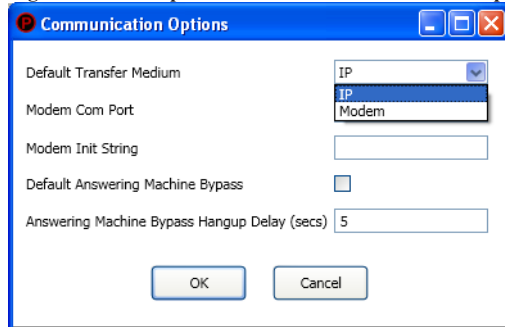 Communication Options
Default Transfer Medium IP
IP
Modem Com Port Modem
Modem Init String
Default Answering Machine Bypass
Answering Machine Bypass Hangup Delay (secs) 5
OK Cancel